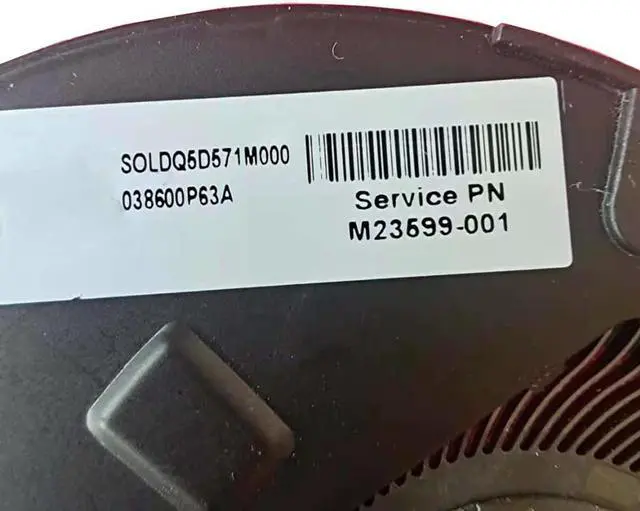 SOLDQ5D571M000
038600P63A
Service PN
M23599-001